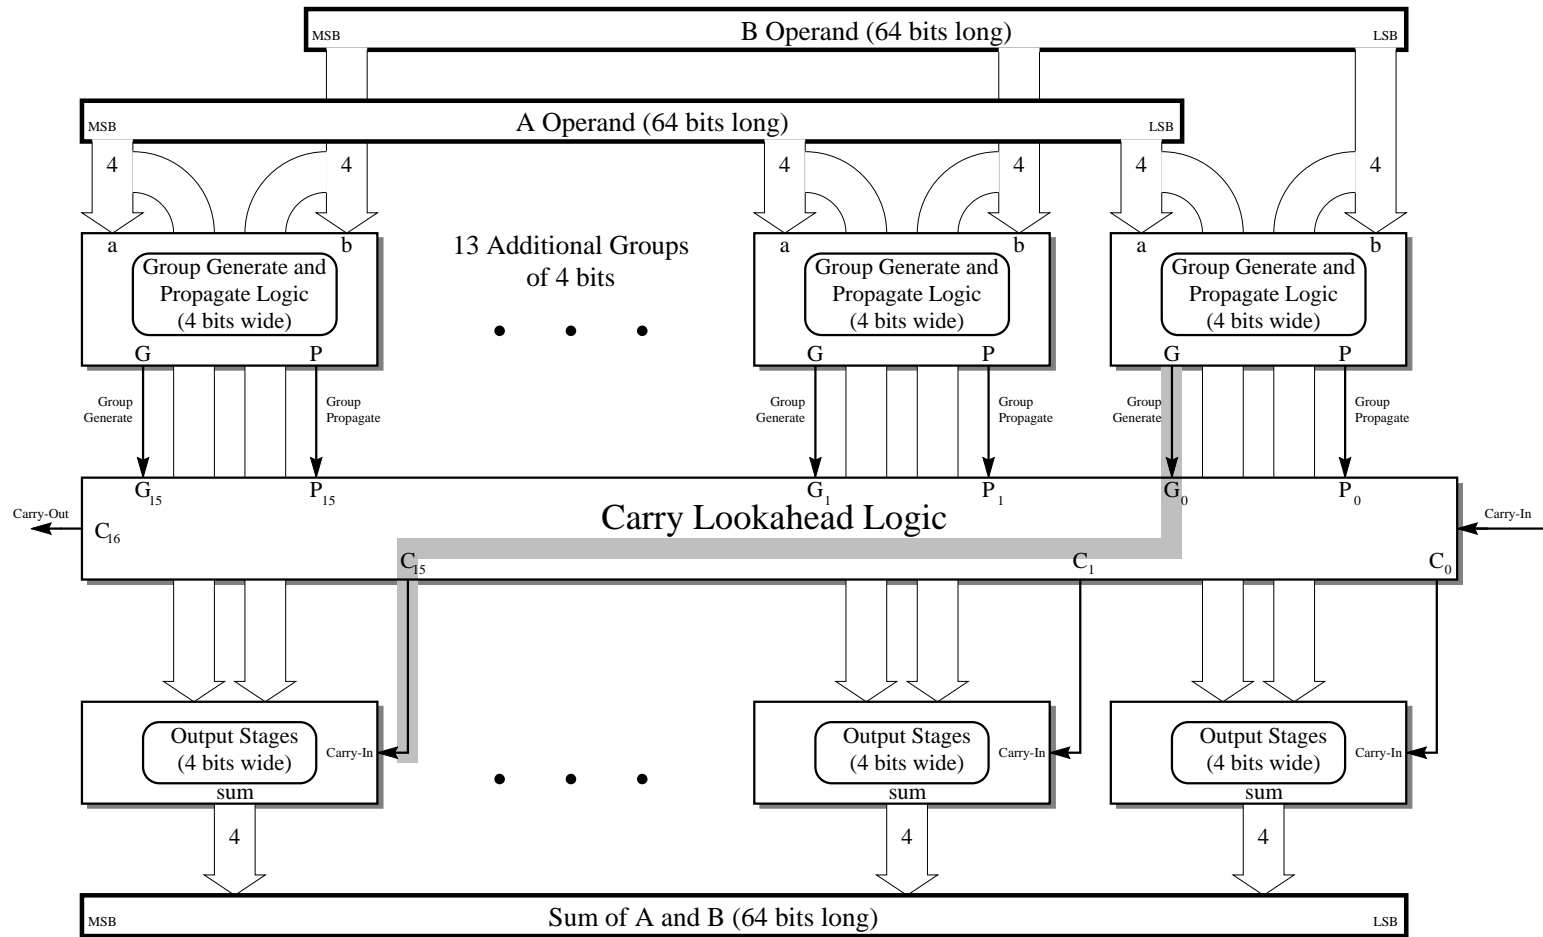 MSB B Operand (64 bits long) LSB
MSB A Operand (64 bits long) LSB
4 4 4 4 4 4
a b a b a b
13 Additional Groups
of 4 bits
Group Generate and
Propagate Logic
(4 bits wide)
G P
Group Generate and
Propagate Logic
(4 bits wide)
G P
Group Generate and
Propagate Logic
(4 bits wide)
G P
Group
Generate
Group
Propagate
Group
Generate
Group
Propagate
Group
Generate
Group
Propagate
G15 P15 G1 P1 G0 P0
Carry-Out
C16
Carry Lookahead Logic
Carry-In
C15 C1 C0
Output Stages
(4 bits wide)
Carry-In
sum
Output Stages
(4 bits wide)
Carry-In
sum
Output Stages
(4 bits wide)
Carry-In
sum
4 4 4
MSB Sum of A and B (64 bits long) LSB